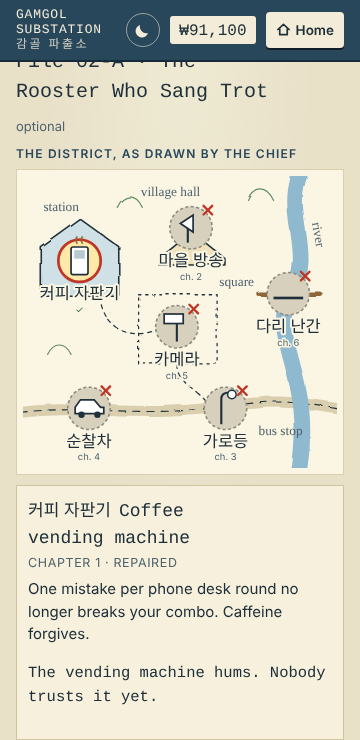 GAMGOL
SUBSTATION
감골 파출소
₩91,100
Home
File 02-A · The
Rooster Who Sang Trot
optional
THE DISTRICT, AS DRAWN BY THE CHIEF
village hall
station
river
마을 방송
ch. 2
square
커피 자판기
다리 난간
ch. 6
카메라
ch. 5
순찰차
ch. 4
가로등
ch. 3
bus stop
커피 자판기 Coffee
vending machine
CHAPTER 1 · REPAIRED
One mistake per phone desk round no
longer breaks your combo. Caffeine
forgives.
The vending machine hums. Nobody
trusts it yet.